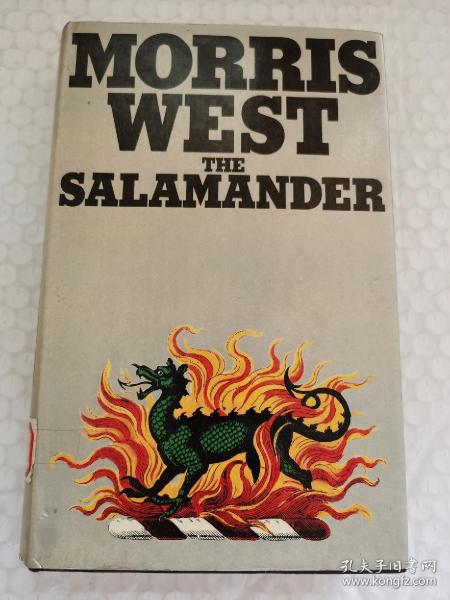 MORRIS
WEST
THE
SALAMANDER
孔夫子旧书网
www.kongfz.com